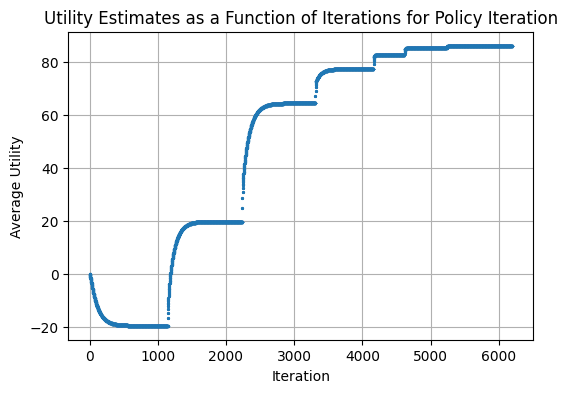 Utility Estimates as a Function of Iterations for Policy Iteration
Average Utility
80
60
40
20
0
−20
0 1000 2000 3000 4000 5000 6000
Iteration